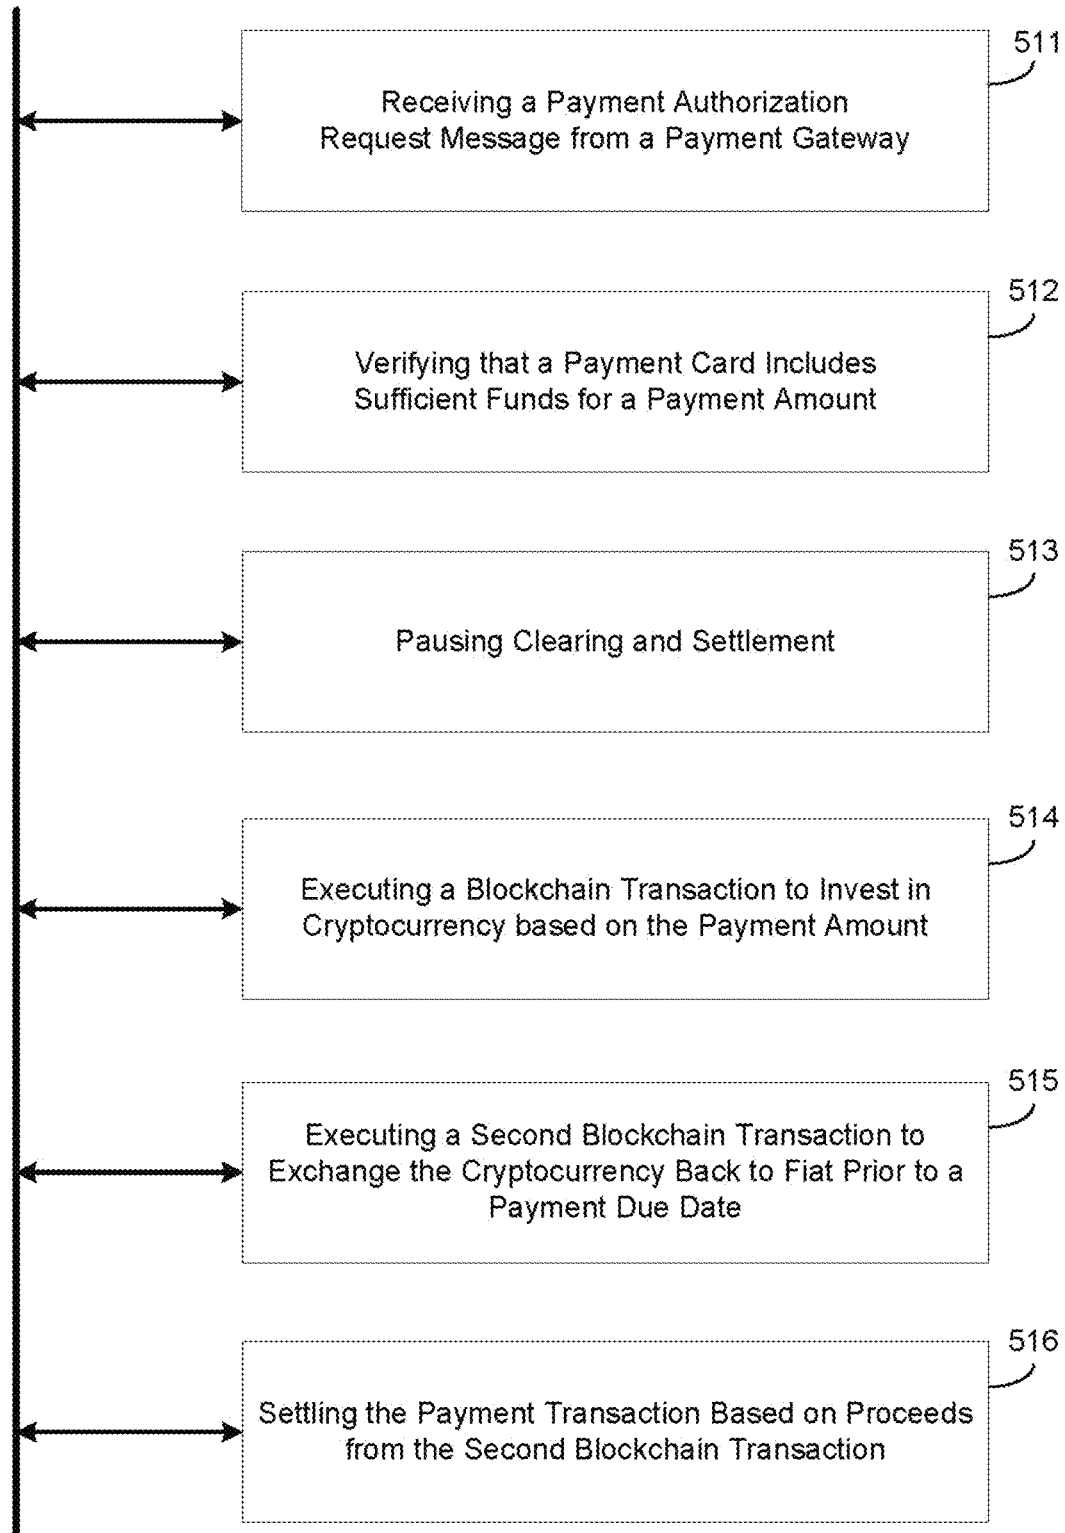 511
Receiving a Payment Authorization
Request Message from a Payment Gateway
512
Verifying that a Payment Card Includes
Sufficient Funds for a Payment Amount
513
Pausing Clearing and Settlement
514
Executing a Blockchain Transaction to Invest in
Cryptocurrency based on the Payment Amount
515
Executing a Second Blockchain Transaction to
Exchange the Cryptocurrency Back to Fiat Prior to a
Payment Due Date
516
Settling the Payment Transaction Based on Proceeds
from the Second Blockchain Transaction